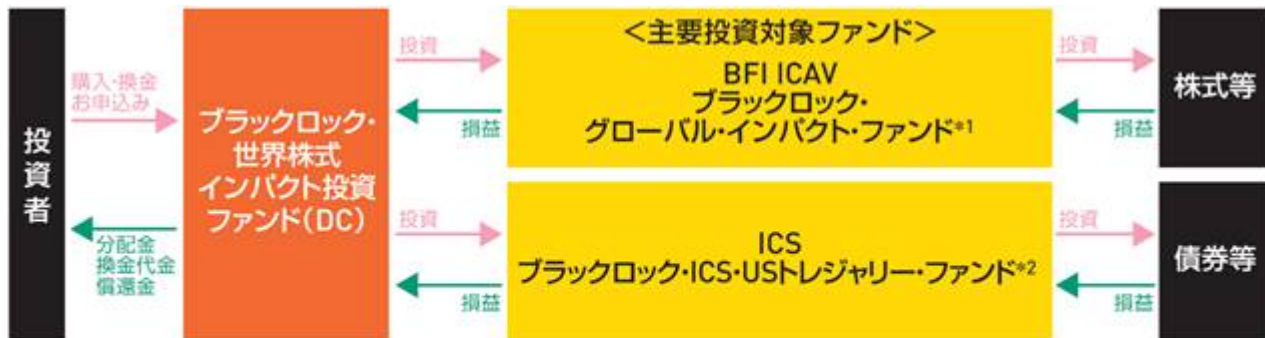 投資者
購入・換金
お申込み
分配金
換金代金
償還金
ブラックロック・
世界株式
インパクト投資
ファンド(DC)
投資
損益
投資
損益
<主要投資対象ファンド>
BFI ICAV
ブラックロック・
グローバル・インパクト・ファンド*1
ICS
ブラックロック・ICS・USトレジャリー・ファンド*2
投資
損益
投資
損益
株式等
債券等